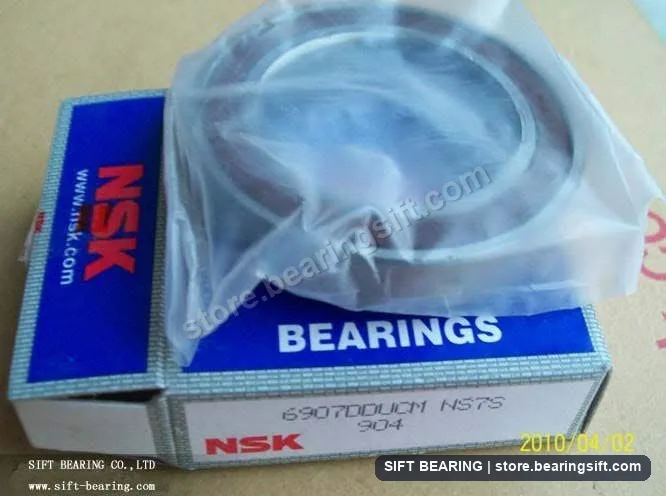 NSK
www.nsk.com
store.bearingsift.com
BEARINGS
6907DDUCM NS7S
904
NSK
2010/04/02
SIFT BEARING CO.,LTD
www.sift-bearing.com
SIFT BEARING | store.bearingsift.com